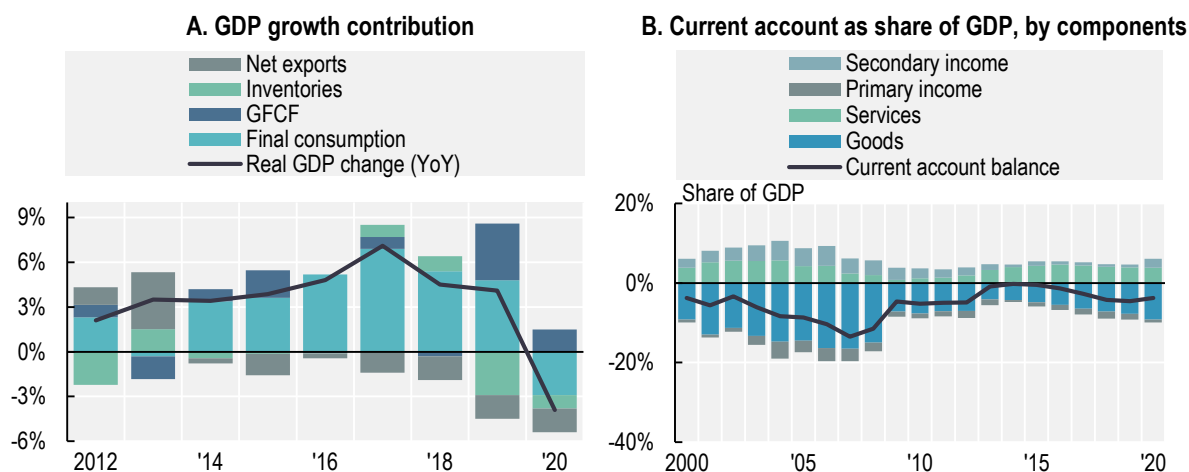 A. GDP growth contribution
Net exports
Inventories
GFCF
Final consumption
Real GDP change (YoY)
9%
6%
3%
0%
-3%
-6%
2012 '14 '16 '18 '20
B. Current account as share of GDP, by components
Secondary income
Primary income
Services
Goods
Current account balance
Share of GDP
20%
0%
-20%
-40%
2000 '05 '10 '15 '20